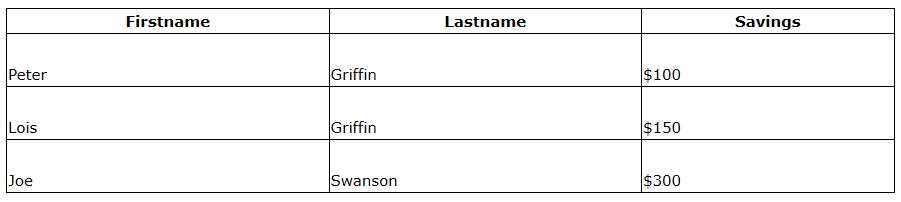 Firstname Lastname Savings
Peter Griffin $100
Lois Griffin $150
Joe Swanson $300